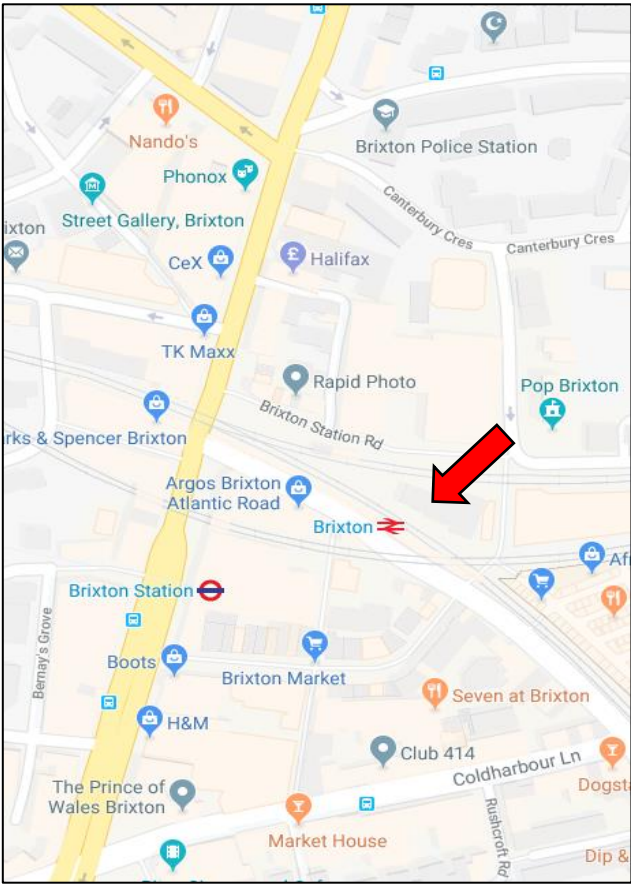 Nando's
Brixton Police Station
Phonox
Canterbury Cres
Street Gallery, Brixton
ixton
Canterbury Cres
CeX
Halifax
TK Maxx
Rapid Photo
Pop Brixton
Brixton Station Rd
rks & Spencer Brixton
Argos Brixton
Atlantic Road
Brixton
Afr
Brixton Station
Bernay's Grove
Boots
Brixton Market
Seven at Brixton
H&M
Club 414
Coldharbour Ln
The Prince of
Wales Brixton
Dogsta
Rushcroft Rd
Market House
Dip &